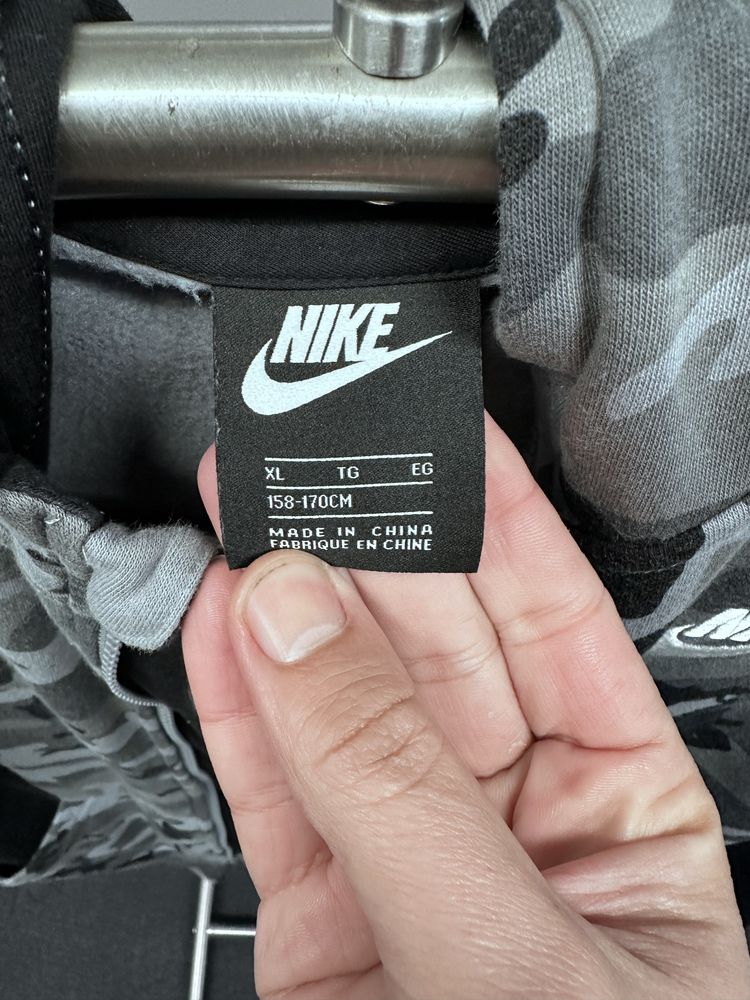 NIKE
XL TG EG
158-170CM
MADE IN CHINA
FABRIQUE EN CHINE